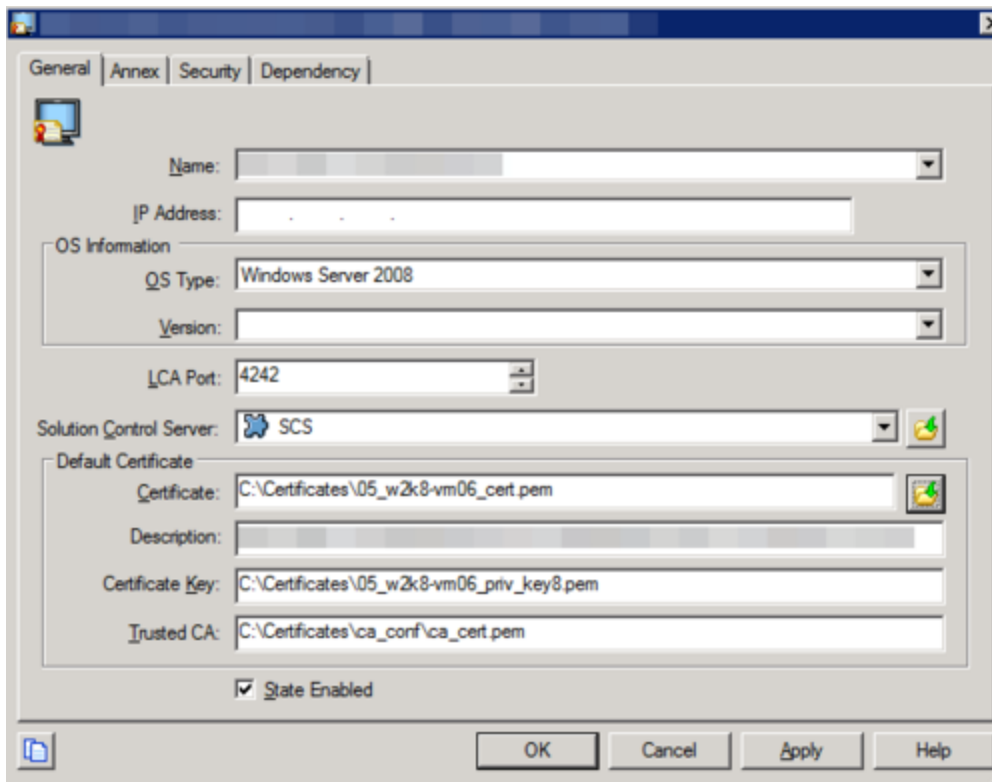 General Annex Security Dependency
Name:
IP Address: . . .
OS Information
OS Type: Windows Server 2008
Version:
LCA Port: 4242
Solution Control Server: SCS
Default Certificate
Certificate: C:\Certificates\05_w2k8-vm06_cert.pem
Description:
Certificate Key: C:\Certificates\05_w2k8-vm06_priv_key8.pem
Trusted CA: C:\Certificates\ca_conf\ca_cert.pem
State Enabled
OK Cancel Apply Help